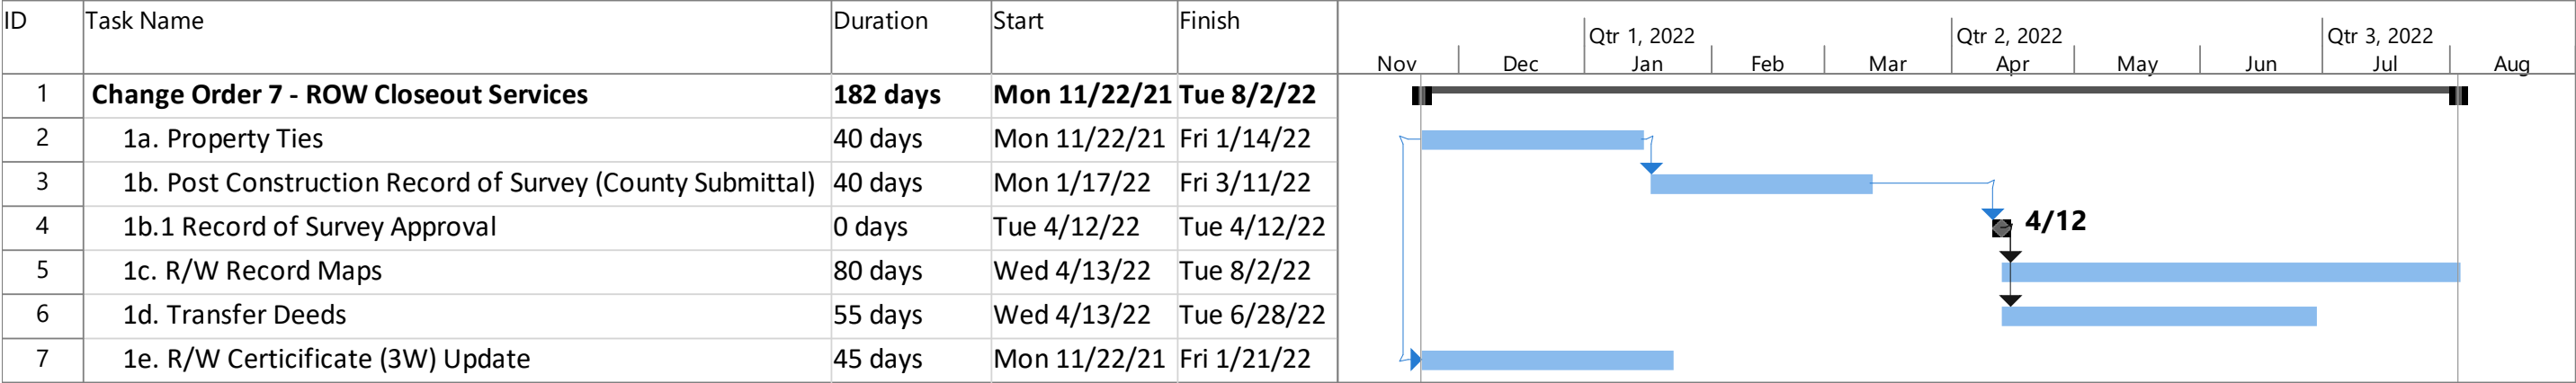 ID Task Name Duration Start Finish
Qtr 1, 2022 Qtr 2, 2022 Qtr 3, 2022
Nov Dec Jan Feb Mar Apr May Jun Jul Aug
1 Change Order 7 - ROW Closeout Services 182 days Mon 11/22/21 Tue 8/2/22
2 1a. Property Ties 40 days Mon 11/22/21 Fri 1/14/22
3 1b. Post Construction Record of Survey (County Submittal) 40 days Mon 1/17/22 Fri 3/11/22
4 1b.1 Record of Survey Approval 0 days Tue 4/12/22 Tue 4/12/22 4/12
5 1c. R/W Record Maps 80 days Wed 4/13/22 Tue 8/2/22
6 1d. Transfer Deeds 55 days Wed 4/13/22 Tue 6/28/22
7 1e. R/W Certicificate (3W) Update 45 days Mon 11/22/21 Fri 1/21/22